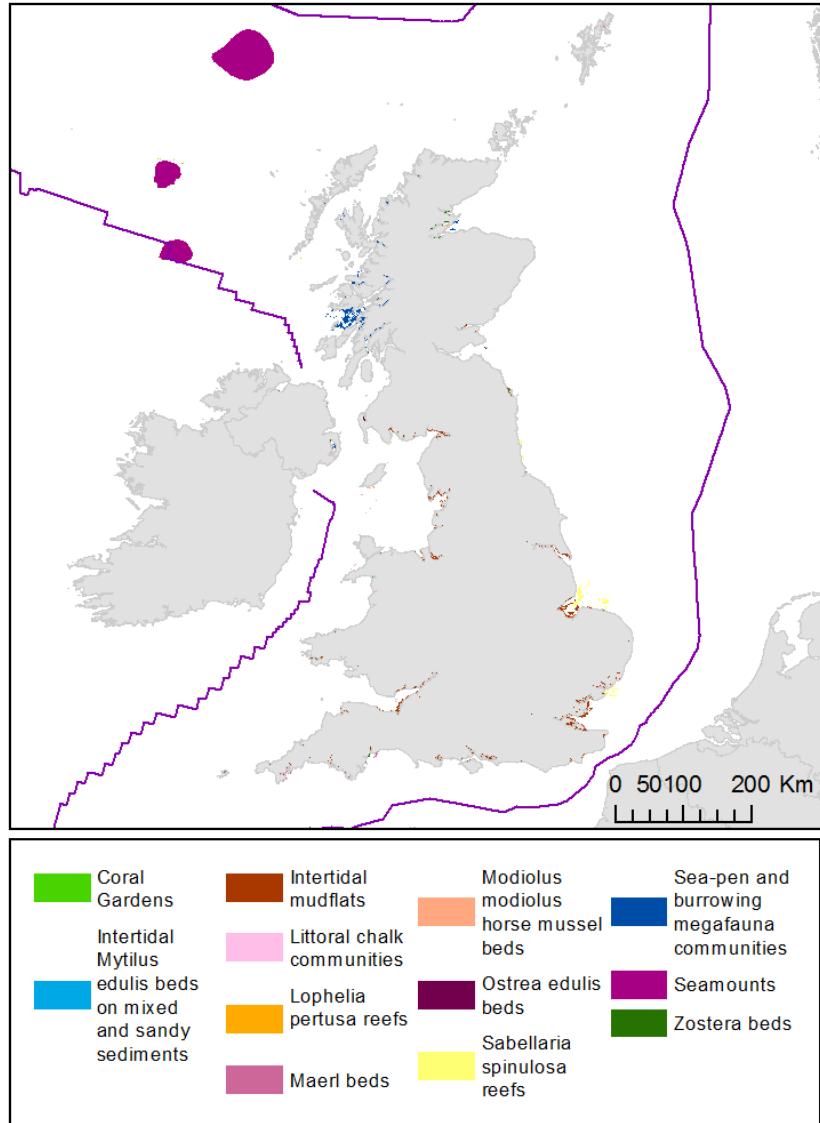 0 50100 200 Km
Coral
Gardens
Intertidal
Mytilus
edulis beds
on mixed
and sandy
sediments
Intertidal
mudflats
Littoral chalk
communities
Lophelia
pertusa reefs
Maerl beds
Modiolus
modiolus
horse mussel
beds
Ostrea edulis
beds
Sabellaria
spinulosa
reefs
Sea-pen and
burrowing
megafauna
communities
Seamounts
Zostera beds